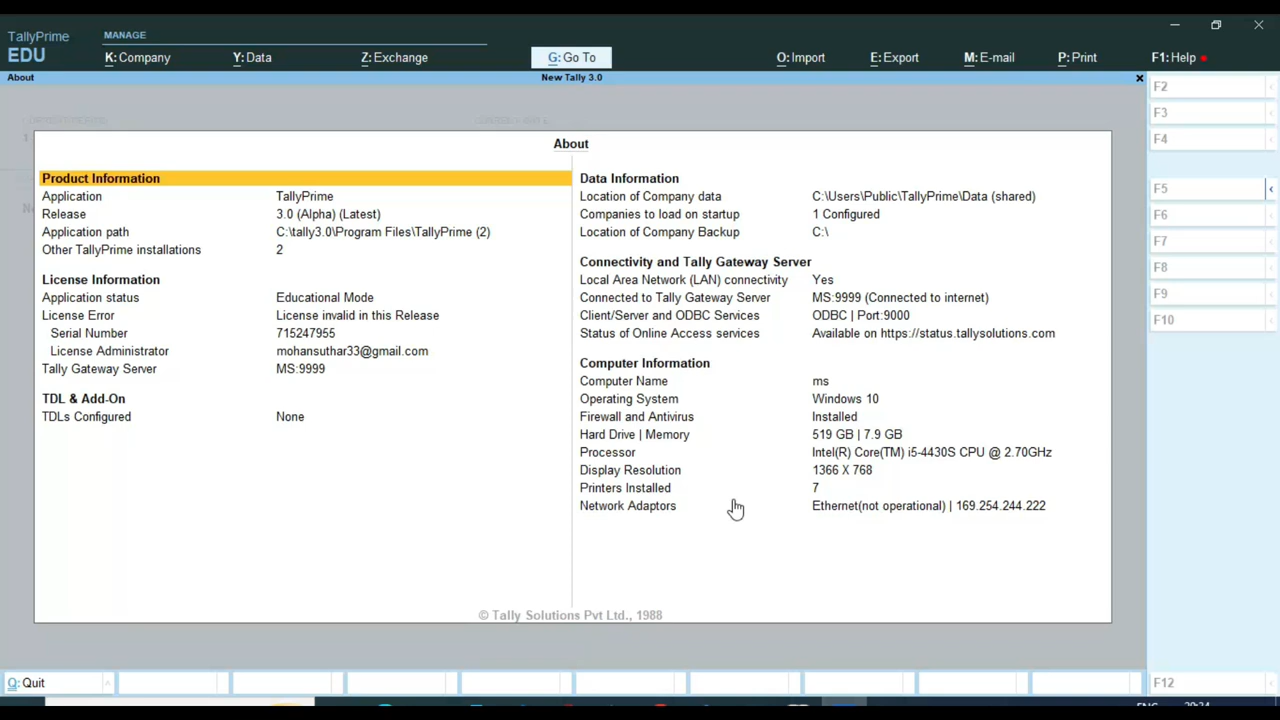 TallyPrime
EDU
MANAGE
K: Company
Y: Data
Z: Exchange
G: Go To
O: Import
E: Export
M: E-mail
P: Print
F1: Help
About
New Tally 3.0
About
Product Information
Application TallyPrime
Release 3.0 (Alpha) (Latest)
Application path C:\tally3.0\Program Files\TallyPrime (2)
Other TallyPrime installations 2
License Information
Application status Educational Mode
License Error License invalid in this Release
Serial Number 715247955
License Administrator mohansuthar33@gmail.com
Tally Gateway Server MS:9999
TDL & Add-On
TDLs Configured None
Data Information
Location of Company data C:\Users\Public\TallyPrime\Data (shared)
Companies to load on startup 1 Configured
Location of Company Backup C:\
Connectivity and Tally Gateway Server
Local Area Network (LAN) connectivity Yes
Connected to Tally Gateway Server MS:9999 (Connected to internet)
Client/Server and ODBC Services ODBC | Port:9000
Status of Online Access services Available on https://status.tallysolutions.com
Computer Information
Computer Name ms
Operating System Windows 10
Firewall and Antivirus Installed
Hard Drive | Memory 519 GB | 7.9 GB
Processor Intel(R) Core(TM) i5-4430S CPU @ 2.70GHz
Display Resolution 1366 X 768
Printers Installed 7
Network Adaptors Ethernet(not operational) | 169.254.244.222
© Tally Solutions Pvt Ltd., 1988
F2
F3
F4
F5
F6
F7
F8
F9
F10
F12
Q: Quit